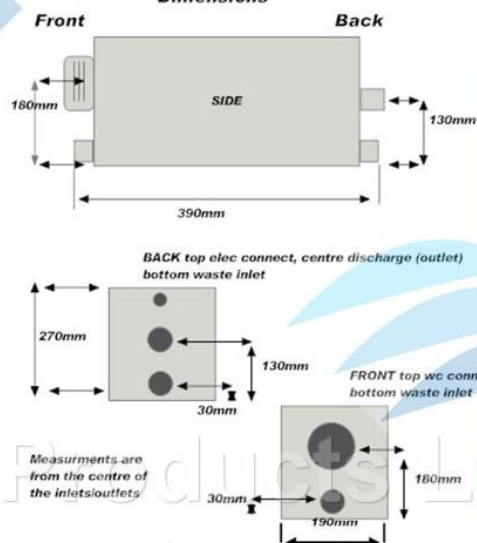 Dimensions
Front
Back
180mm
SIDE
130mm
390mm
BACK top elec connect, centre discharge (outlet)
bottom waste inlet
270mm
130mm
30mm
FRONT top wc conn
bottom waste inlet
Measurments are
from the centre of
the inlets\outlets
180mm
30mm
190mm
Products L